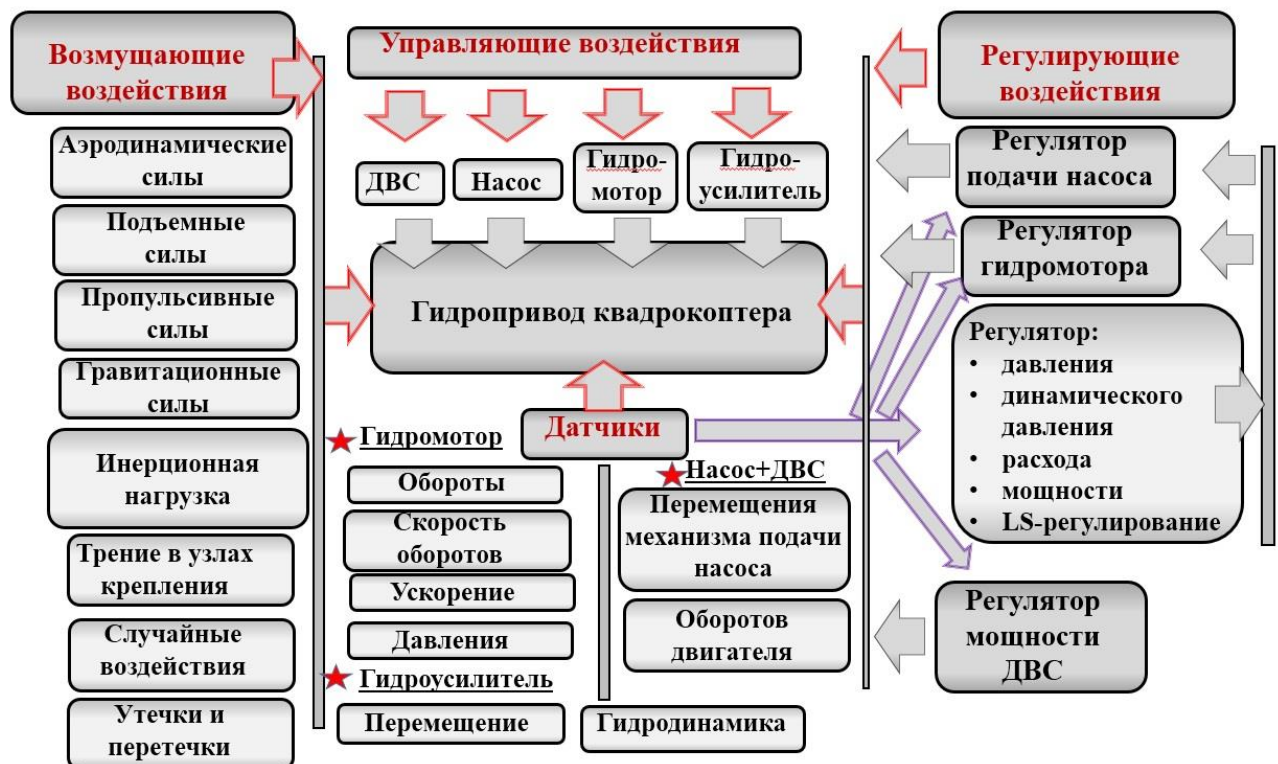 Возмущающие
воздействия
Аэродинамические
силы
Подъемные
силы
Пропульсивные
силы
Гравитационные
силы
Инерционная
нагрузка
Трение в узлах
крепления
Случайные
воздействия
Утечки и
перетечки
Управляющие воздействия
ДВС
Насос
Гидро-
мотор
Гидро-
усилитель
Гидропривод квадрокоптера
Датчики
Гидромотор
Обороты
Скорость
оборотов
Ускорение
Давления
Гидроусилитель
Перемещение
Насос+ДВС
Перемещения
механизма подачи
насоса
Оборотов
двигателя
Гидродинамика
Регулирующие
воздействия
Регулятор
подачи насоса
Регулятор
гидромотора
Регулятор:
• давления
• динамического
давления
• расхода
• мощности
• LS-регулирование
Регулятор
мощности
ДВС